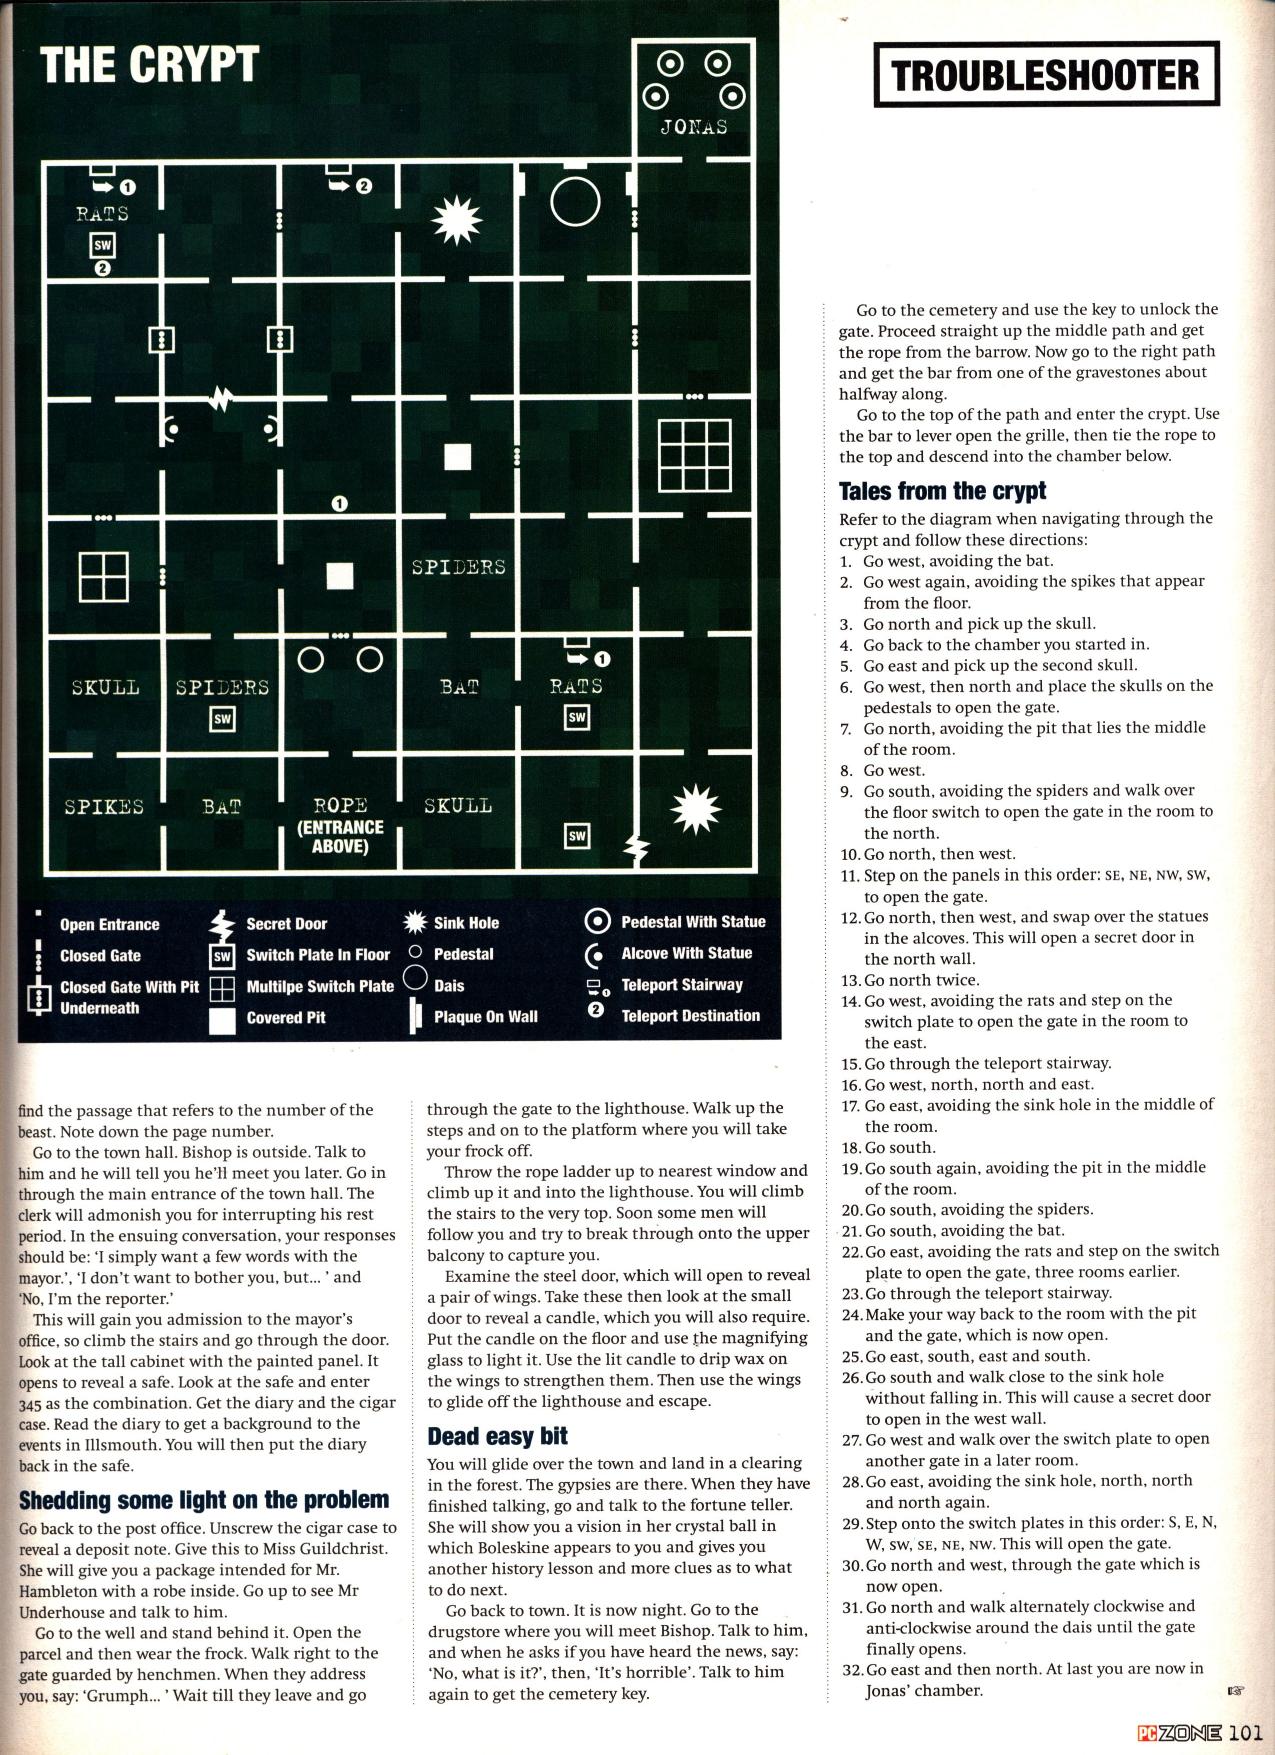 THE CRYPT
TROUBLESHOOTER
JONAS
1
2
RATS
SW
2
1
SPIDERS
1
SKULL
SPIDERS
BAT
RATS
SW
SW
SPIKES
BAT
ROPE
SKULL
(ENTRANCE
ABOVE)
SW
Open Entrance
Closed Gate
Closed Gate With Pit
Underneath
Secret Door
SW
Switch Plate In Floor
Multilpe Switch Plate
Covered Pit
Sink Hole
Pedestal
Dais
Plaque On Wall
Pedestal With Statue
Alcove With Statue
1
Teleport Stairway
2
Teleport Destination
find the passage that refers to the number of the
beast. Note down the page number.
Go to the town hall. Bishop is outside. Talk to
him and he will tell you he'll meet you later. Go in
through the main entrance of the town hall. The
clerk will admonish you for interrupting his rest
period. In the ensuing conversation, your responses
should be: 'I simply want a few words with the
mayor.', 'I don't want to bother you, but... ' and
'No, I'm the reporter.'
This will gain you admission to the mayor's
office, so climb the stairs and go through the door.
Look at the tall cabinet with the painted panel. It
opens to reveal a safe. Look at the safe and enter
345 as the combination. Get the diary and the cigar
case. Read the diary to get a background to the
events in Illsmouth. You will then put the diary
back in the safe.
Shedding some light on the problem
Go back to the post office. Unscrew the cigar case to
reveal a deposit note. Give this to Miss Guildchrist.
She will give you a package intended for Mr.
Hambleton with a robe inside. Go up to see Mr
Underhouse and talk to him.
Go to the well and stand behind it. Open the
parcel and then wear the frock. Walk right to the
gate guarded by henchmen. When they address
you, say: 'Grumph... ' Wait till they leave and go
through the gate to the lighthouse. Walk up the
steps and on to the platform where you will take
your frock off.
Throw the rope ladder up to nearest window and
climb up it and into the lighthouse. You will climb
the stairs to the very top. Soon some men will
follow you and try to break through onto the upper
balcony to capture you.
Examine the steel door, which will open to reveal
a pair of wings. Take these then look at the small
door to reveal a candle, which you will also require.
Put the candle on the floor and use the magnifying
glass to light it. Use the lit candle to drip wax on
the wings to strengthen them. Then use the wings
to glide off the lighthouse and escape.
Dead easy bit
You will glide over the town and land in a clearing
in the forest. The gypsies are there. When they have
finished talking, go and talk to the fortune teller.
She will show you a vision in her crystal ball in
which Boleskine appears to you and gives you
another history lesson and more clues as to what
to do next.
Go back to town. It is now night. Go to the
drugstore where you will meet Bishop. Talk to him,
and when he asks if you have heard the news, say:
'No, what is it?', then, 'It's horrible'. Talk to him
again to get the cemetery key.
Go to the cemetery and use the key to unlock the
gate. Proceed straight up the middle path and get
the rope from the barrow. Now go to the right path
and get the bar from one of the gravestones about
halfway along.
Go to the top of the path and enter the crypt. Use
the bar to lever open the grille, then tie the rope to
the top and descend into the chamber below.
Tales from the crypt
Refer to the diagram when navigating through the
crypt and follow these directions:
1. Go west, avoiding the bat.
2. Go west again, avoiding the spikes that appear
from the floor.
3. Go north and pick up the skull.
4. Go back to the chamber you started in.
5. Go east and pick up the second skull.
6. Go west, then north and place the skulls on the
pedestals to open the gate.
7. Go north, avoiding the pit that lies the middle
of the room.
8. Go west.
9. Go south, avoiding the spiders and walk over
the floor switch to open the gate in the room to
the north.
10. Go north, then west.
11. Step on the panels in this order: SE, NE, NW, SW,
to open the gate.
12. Go north, then west, and swap over the statues
in the alcoves. This will open a secret door in
the north wall.
13. Go north twice.
14. Go west, avoiding the rats and step on the
switch plate to open the gate in the room to
the east.
15. Go through the teleport stairway.
16. Go west, north, north and east.
17. Go east, avoiding the sink hole in the middle of
the room.
18. Go south.
19. Go south again, avoiding the pit in the middle
of the room.
20. Go south, avoiding the spiders.
21. Go south, avoiding the bat.
22. Go east, avoiding the rats and step on the switch
plate to open the gate, three rooms earlier.
23. Go through the teleport stairway.
24. Make your way back to the room with the pit
and the gate, which is now open.
25. Go east, south, east and south.
26. Go south and walk close to the sink hole
without falling in. This will cause a secret door
to open in the west wall.
27. Go west and walk over the switch plate to open
another gate in a later room.
28. Go east, avoiding the sink hole, north, north
and north again.
29. Step onto the switch plates in this order: S, E, N,
W, SW, SE, NE, NW. This will open the gate.
30. Go north and west, through the gate which is
now open.
31. Go north and walk alternately clockwise and
anti-clockwise around the dais until the gate
finally opens.
32. Go east and then north. At last you are now in
Jonas' chamber.
PC ZONE 101